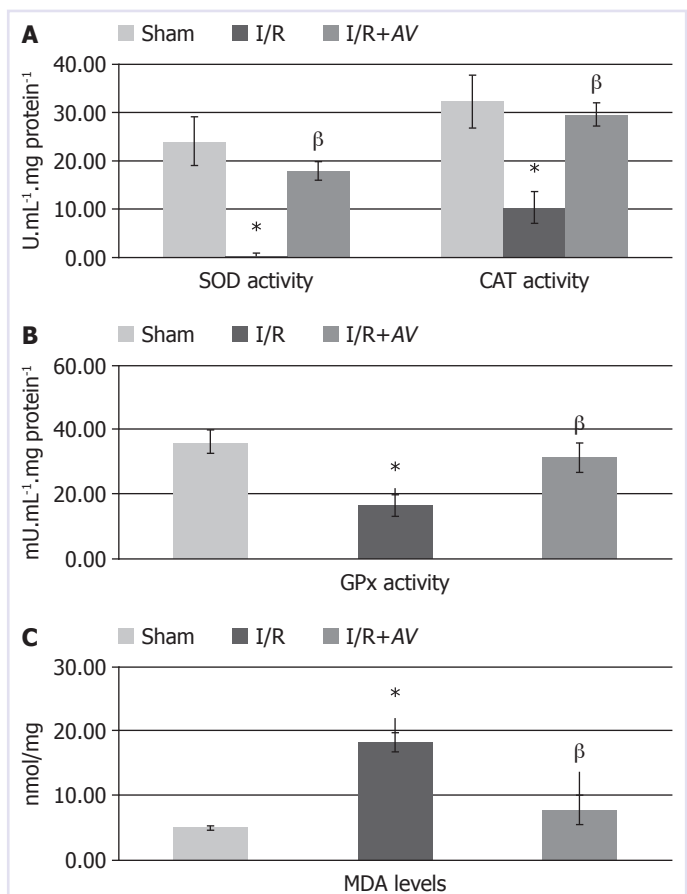 A
Sham I/R I/R+AV
U.mL⁻¹.mg protein⁻¹
40.00
30.00
20.00
10.00
0.00
*
β
*
β
SOD activity CAT activity
B
Sham I/R I/R+AV
mU.mL⁻¹.mg protein⁻¹
60.00
40.00
20.00
0.00
*
β
GPx activity
C
Sham I/R I/R+AV
nmol/mg
30.00
20.00
10.00
0.00
*
β
MDA levels